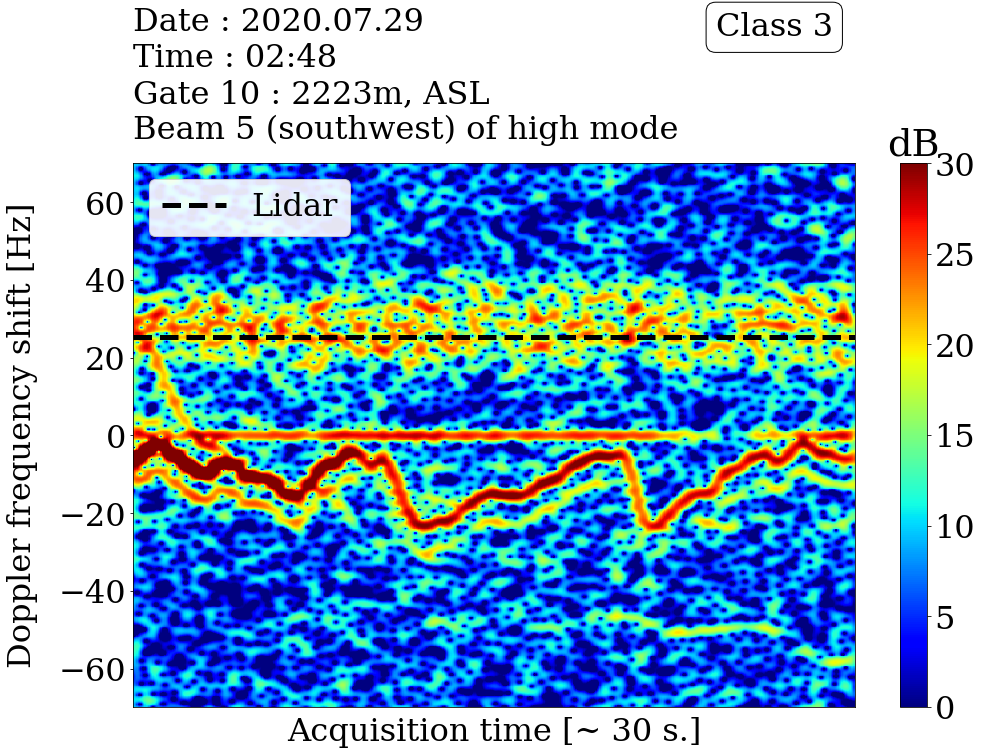 Date : 2020.07.29
Time : 02:48
Gate 10 : 2223m, ASL
Beam 5 (southwest) of high mode
Class 3
dB
Lidar
Doppler frequency shift [Hz]
60
40
20
0
−20
−40
−60
Acquisition time [~ 30 s.]
30
25
20
15
10
5
0